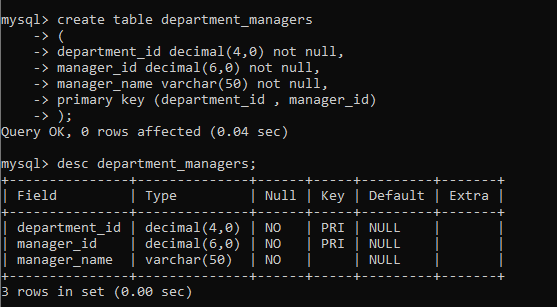 mysql> create table department_managers
    -> (
    -> department_id decimal(4,0) not null,
    -> manager_id decimal(6,0) not null,
    -> manager_name varchar(50) not null,
    -> primary key (department_id , manager_id)
    -> );
Query OK, 0 rows affected (0.04 sec)

mysql> desc department_managers;
+---------------+--------------+------+-----+---------+-------+
| Field         | Type         | Null | Key | Default | Extra |
+---------------+--------------+------+-----+---------+-------+
| department_id | decimal(4,0) | NO   | PRI | NULL    |       |
| manager_id    | decimal(6,0) | NO   | PRI | NULL    |       |
| manager_name  | varchar(50)  | NO   |     | NULL    |       |
+---------------+--------------+------+-----+---------+-------+
3 rows in set (0.00 sec)